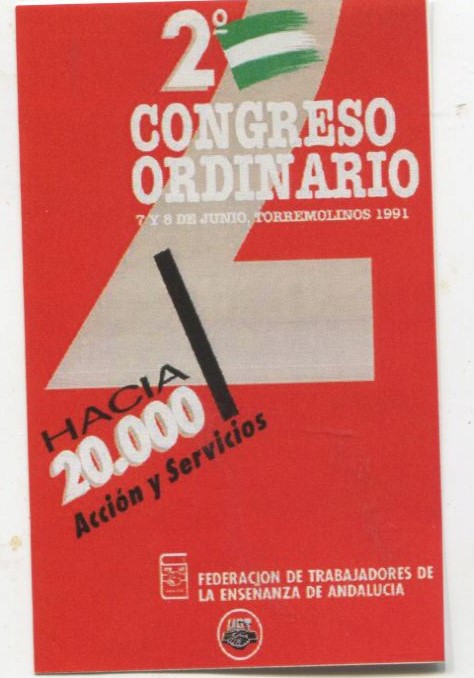 2º
CONGRESO
ORDINARIO
7 Y 8 DE JUNIO, TORREMOLINOS 1991
HACIA
20.000
Acción y Servicios
FEDERACION DE TRABAJADORES DE
LA ENSEÑANZA DE ANDALUCIA
UGT